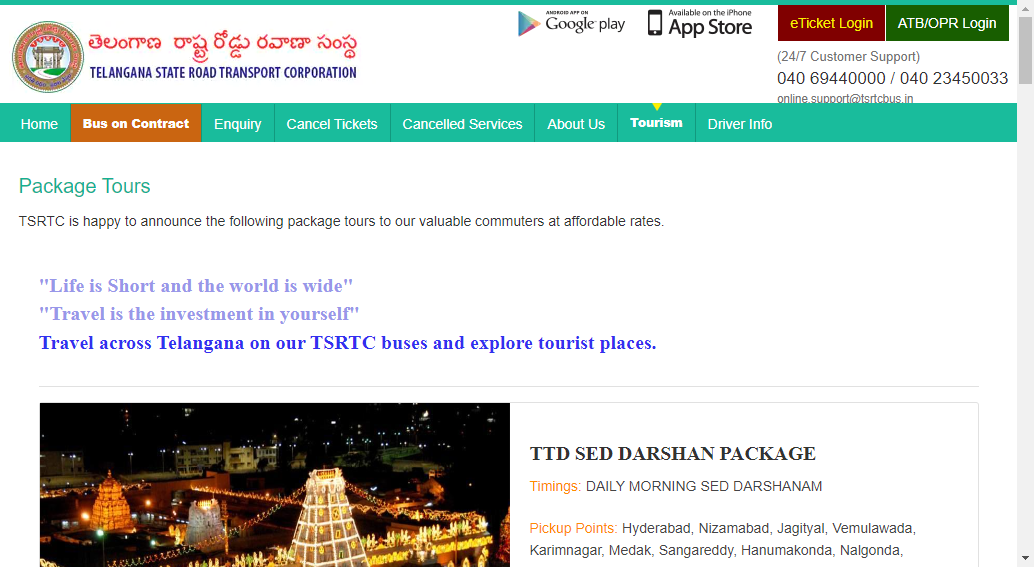 తెలంగాణ రాష్ట్ర రోడ్డు రవాణా సంస్థ
TELANGANA STATE ROAD TRANSPORT CORPORATION
ANDROID APP ON
Google play
Available on the iPhone
App Store
eTicket Login
ATB/OPR Login
(24/7 Customer Support)
040 69440000 / 040 23450033
online.support@tsrtcbus.in
Home Bus on Contract Enquiry Cancel Tickets Cancelled Services About Us Tourism Driver Info
Package Tours
TSRTC is happy to announce the following package tours to our valuable commuters at affordable rates.
"Life is Short and the world is wide"
"Travel is the investment in yourself"
Travel across Telangana on our TSRTC buses and explore tourist places.
TTD SED DARSHAN PACKAGE
Timings: DAILY MORNING SED DARSHANAM
Pickup Points: Hyderabad, Nizamabad, Jagityal, Vemulawada,
Karimnagar, Medak, Sangareddy, Hanumakonda, Nalgonda,